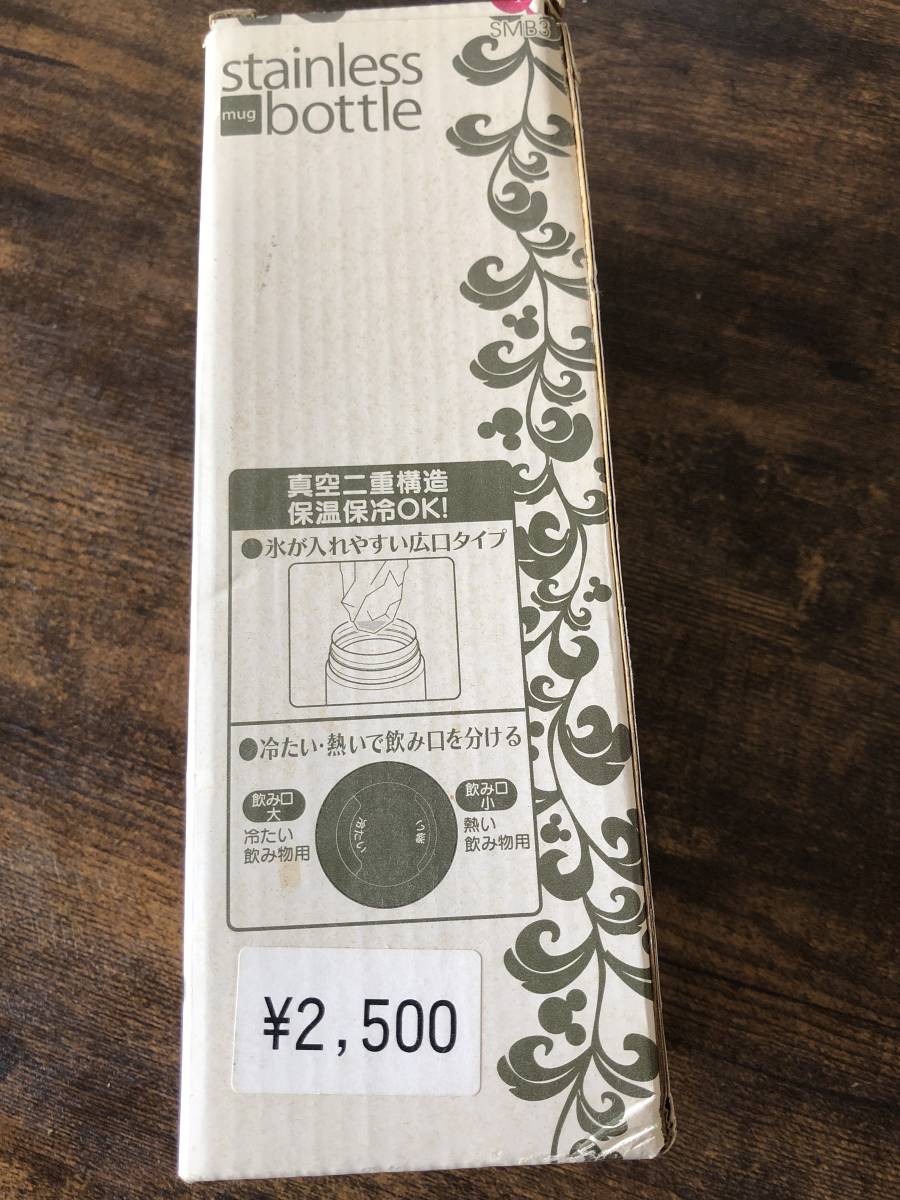 SMB3
stainless
mug
bottle
真空二重構造
保温保冷OK!
●氷が入れやすい広口タイプ
●冷たい・熱いで飲み口を分ける
飲み口
大
冷たい
飲み物用
冷たい
熱い
飲み口
小
熱い
飲み物用
¥2,500